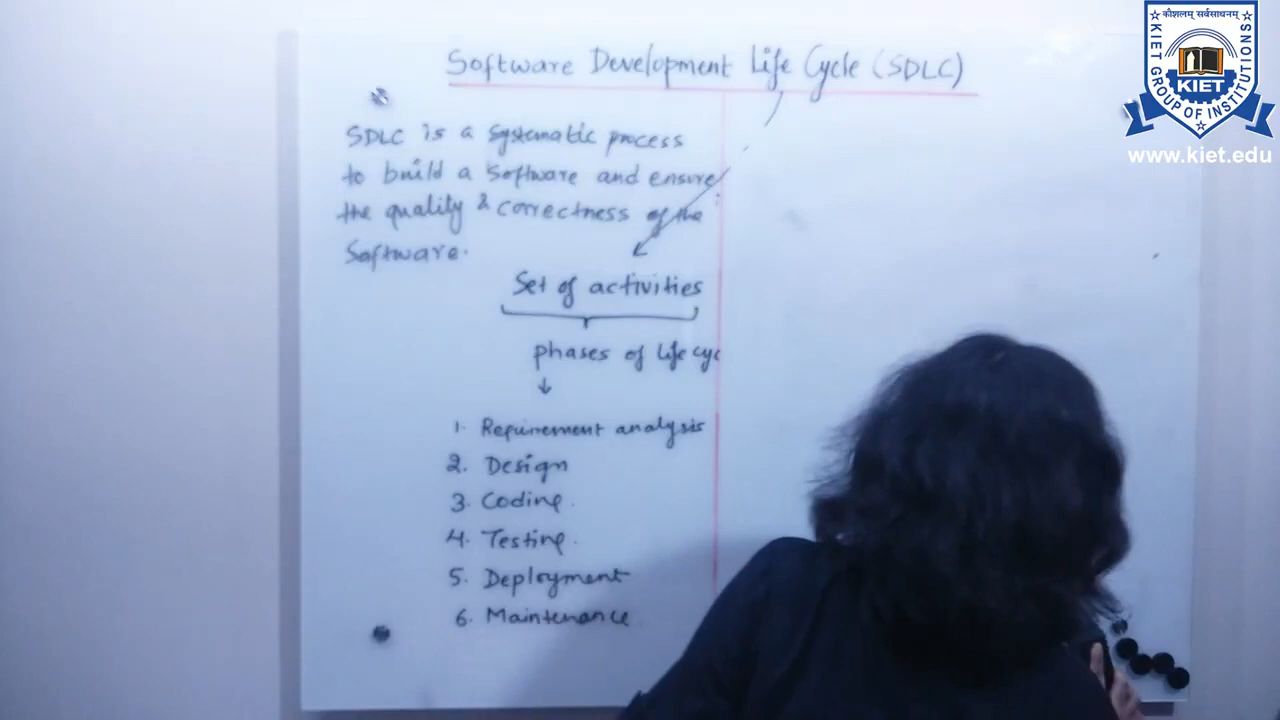 Software Development Life Cycle (SDLC)
SDLC is a systematic process
to build a software and ensure
the quality & correctness of the
Software.
Set of activities
phases of life cyc
↓
1. Requirement analysis
2. Design
3. Coding.
4. Testing.
5. Deployment
6. Maintenance
कौशलम् सर्वसाधनम्
KIET GROUP OF INSTITUTIONS
KIET
www.kiet.edu